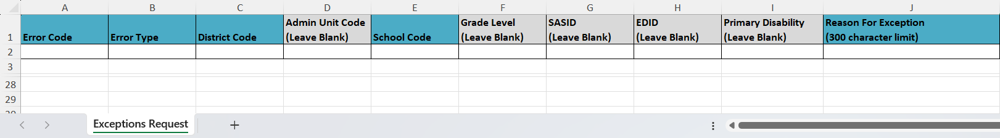 A B C D E F G H I J
1 Error Code Error Type District Code Admin Unit Code (Leave Blank) School Code Grade Level (Leave Blank) SASID (Leave Blank) EDID (Leave Blank) Primary Disability (Leave Blank) Reason For Exception (300 character limit)
2
3
28
29
Exceptions Request